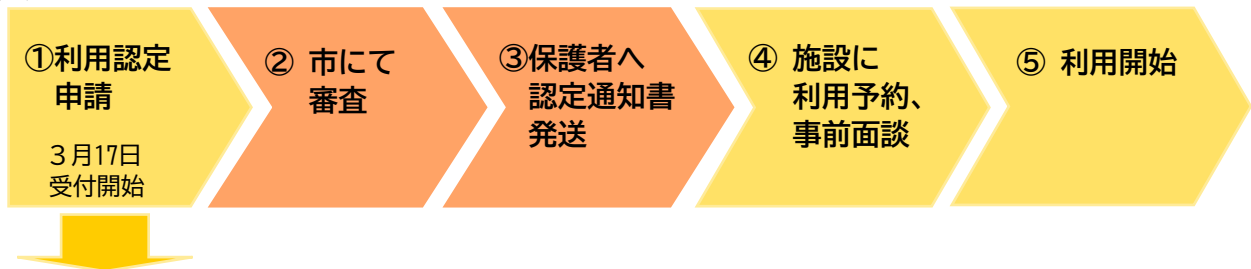 ①利用認定
申請
３月17日
受付開始
② 市にて
審査
③保護者へ
認定通知書
発送
④ 施設に
利用予約、
事前面談
⑤ 利用開始